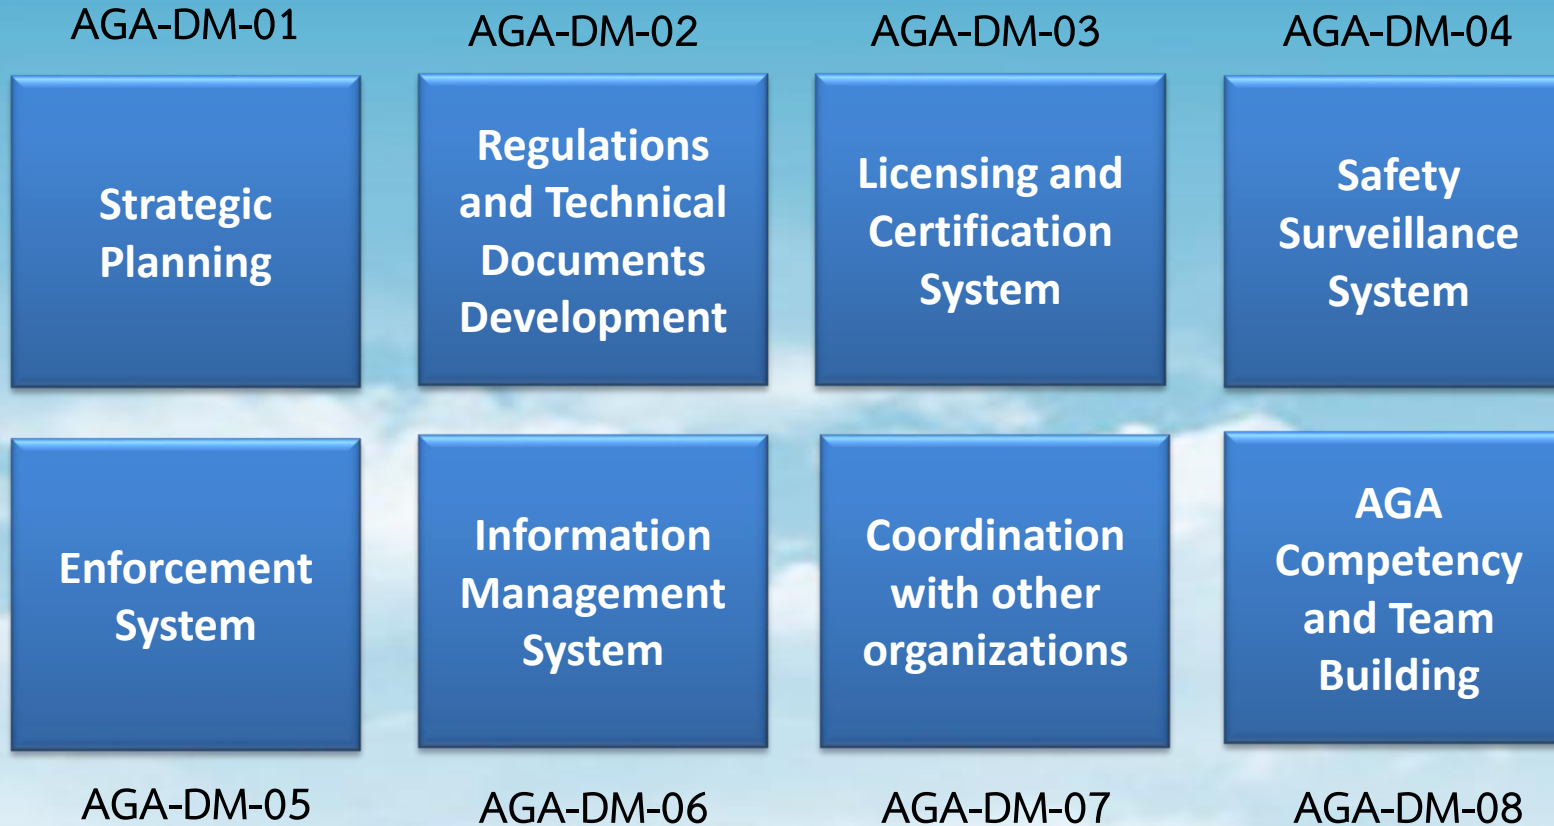 AGA-DM-01
AGA-DM-02
AGA-DM-03
AGA-DM-04
Strategic
Planning
Regulations
and Technical
Documents
Development
Licensing and
Certification
System
Safety
Surveillance
System
Enforcement
System
Information
Management
System
Coordination
with other
organizations
AGA
Competency
and Team
Building
AGA-DM-05
AGA-DM-06
AGA-DM-07
AGA-DM-08